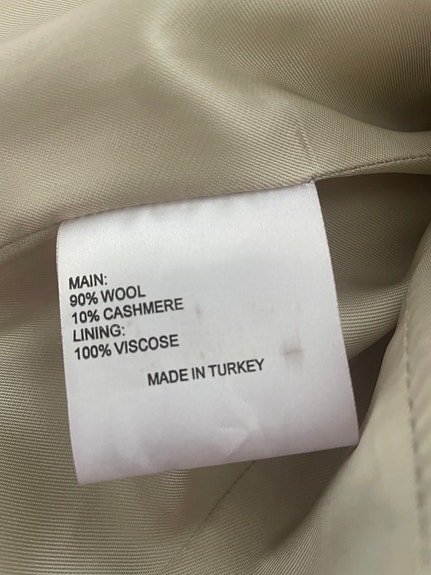 MAIN:
90% WOOL
10% CASHMERE
LINING:
100% VISCOSE
MADE IN TURKEY